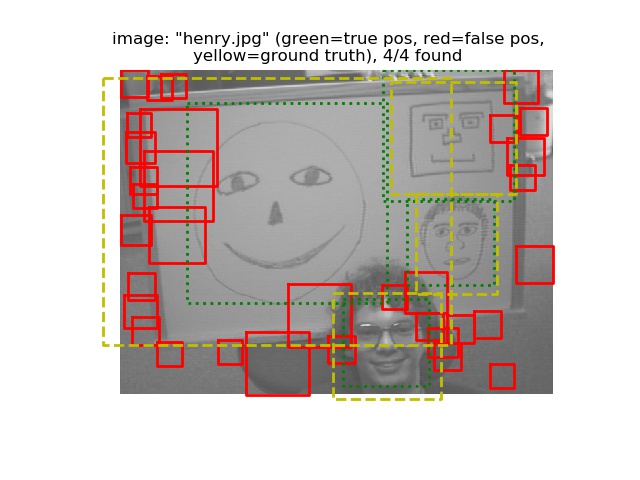 image: "henry.jpg" (green=true pos, red=false pos,
yellow=ground truth), 4/4 found